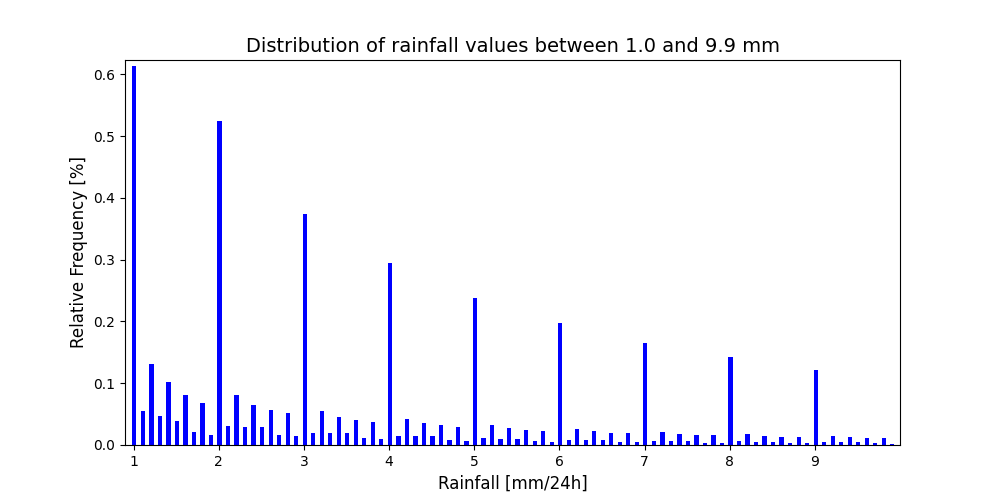 Distribution of rainfall values between 1.0 and 9.9 mm
Relative Frequency [%]
0.6
0.5
0.4
0.3
0.2
0.1
0.0
1 2 3 4 5 6 7 8 9
Rainfall [mm/24h]